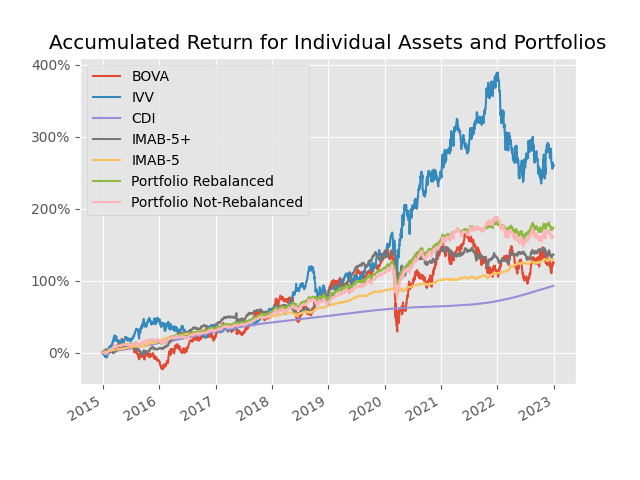 Accumulated Return for Individual Assets and Portfolios
400%
300%
200%
100%
0%
BOVA
IVV
CDI
IMAB-5+
IMAB-5
Portfolio Rebalanced
Portfolio Not-Rebalanced
2015
2016
2017
2018
2019
2020
2021
2022
2023